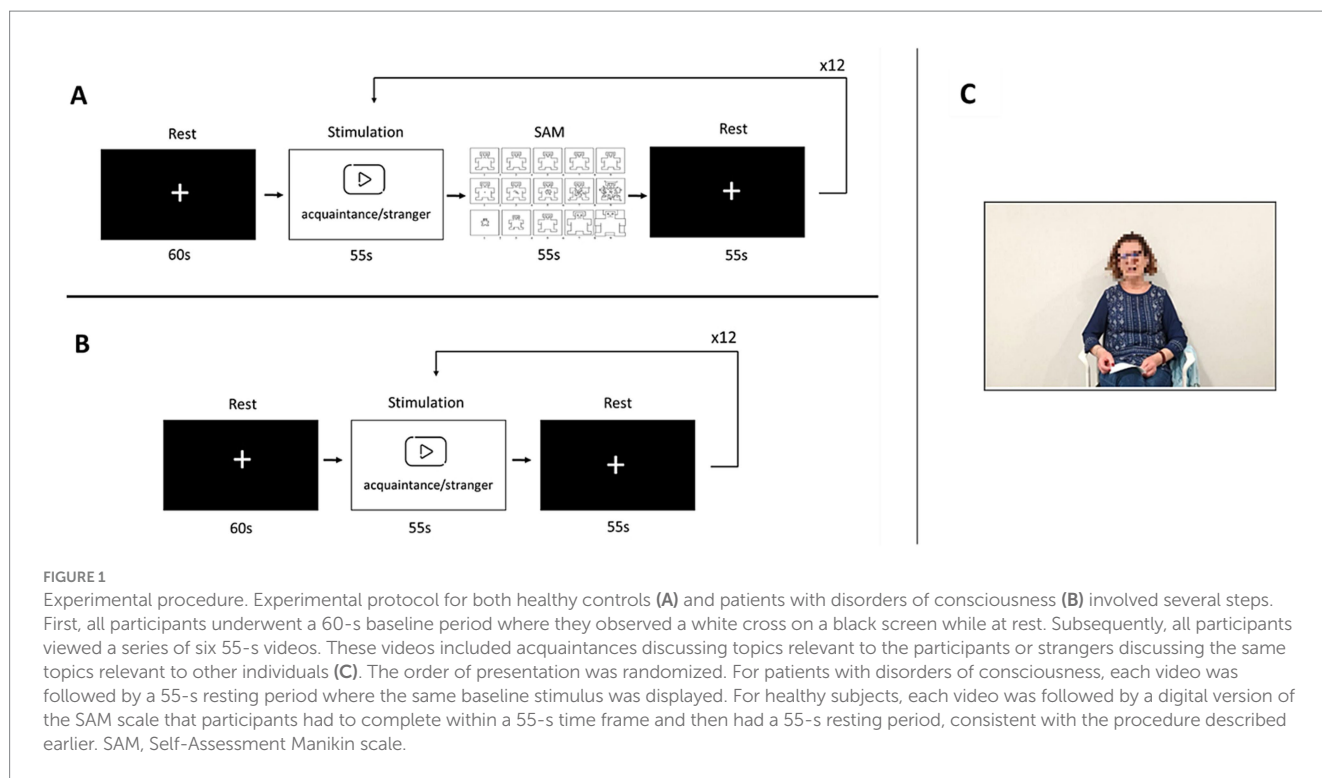 x12
A
Rest
Stimulation
SAM
Rest
acquaintance/stranger
60s
55s
55s
55s
x12
B
Rest
Stimulation
Rest
acquaintance/stranger
60s
55s
55s
C
FIGURE 1
Experimental procedure. Experimental protocol for both healthy controls (A) and patients with disorders of consciousness (B) involved several steps.
First, all participants underwent a 60-s baseline period where they observed a white cross on a black screen while at rest. Subsequently, all participants
viewed a series of six 55-s videos. These videos included acquaintances discussing topics relevant to the participants or strangers discussing the same
topics relevant to other individuals (C). The order of presentation was randomized. For patients with disorders of consciousness, each video was
followed by a 55-s resting period where the same baseline stimulus was displayed. For healthy subjects, each video was followed by a digital version of
the SAM scale that participants had to complete within a 55-s time frame and then had a 55-s resting period, consistent with the procedure described
earlier. SAM, Self-Assessment Manikin scale.